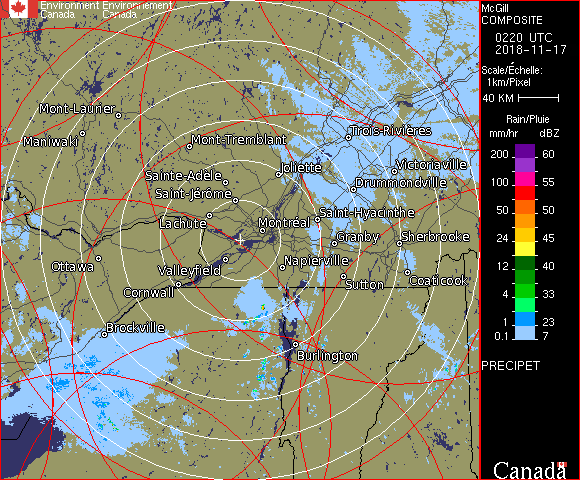 Environment Environnement
Canada Canada
McGill
COMPOSITE
0220 UTC
2018-11-17
Scale/Échelle:
1km/Pixel
40 KM
Rain/Pluie
mm/hr dBZ
200 60
150 57
100 55
50 50
24 45
12 40
4 33
1 23
0.1 7
PRECIPET
Canada
Mont-Laurier
Maniwaki
Mont-Tremblant
Trois-Rivières
Joliette
Victoriaville
Sainte-Adèle
Drummondville
Saint-Jérôme
Lachute
Saint-Hyacinthe
Montréal
Granby
Sherbrooke
Ottawa
Valleyfield
Napierville
Sutton
Coaticook
Cornwall
Brockville
Burlington